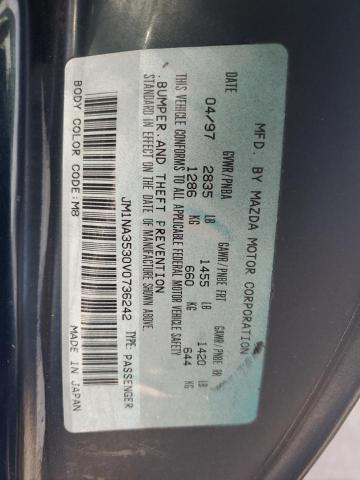 MFD. BY MAZDA MOTOR CORPORATION
DATE GVWR/PNBA GAWR/PNBE FRT GAWR/PNBE RR
04/97 2835 LB 1455 LB 1420 LB
1286 KG 660 KG 644 KG
THIS VEHICLE CONFORMS TO ALL APPLICABLE FEDERAL MOTOR VEHICLE SAFETY
,BUMPER,AND THEFT PREVENTION
STANDARD IN EFFECT ON THE DATE OF MANUFACTURE SHOWN ABOVE.
JM1NA3530V0736242 TYPE:PASSENGER
BODY COLOR CODE:M8 MADE IN JAPAN